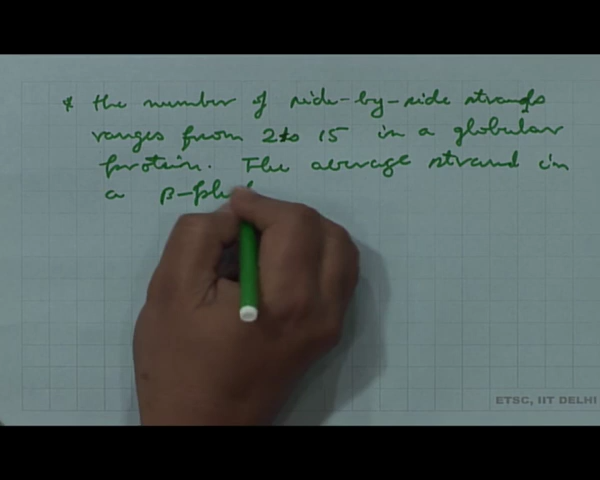 * the number of side-by-side strands
ranges from 2 to 15 in a globular
protein. The average strand in
a β-
ETSC, IIT DELHI